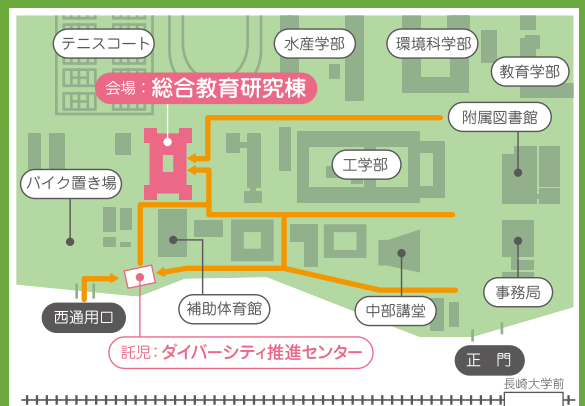 テニスコート
水産学部
環境科学部
教育学部
会場：総合教育研究棟
附属図書館
工学部
バイク置き場
事務局
補助体育館
中部講堂
西通用口
託児：ダイバーシティ推進センター
正　門
長崎大学前